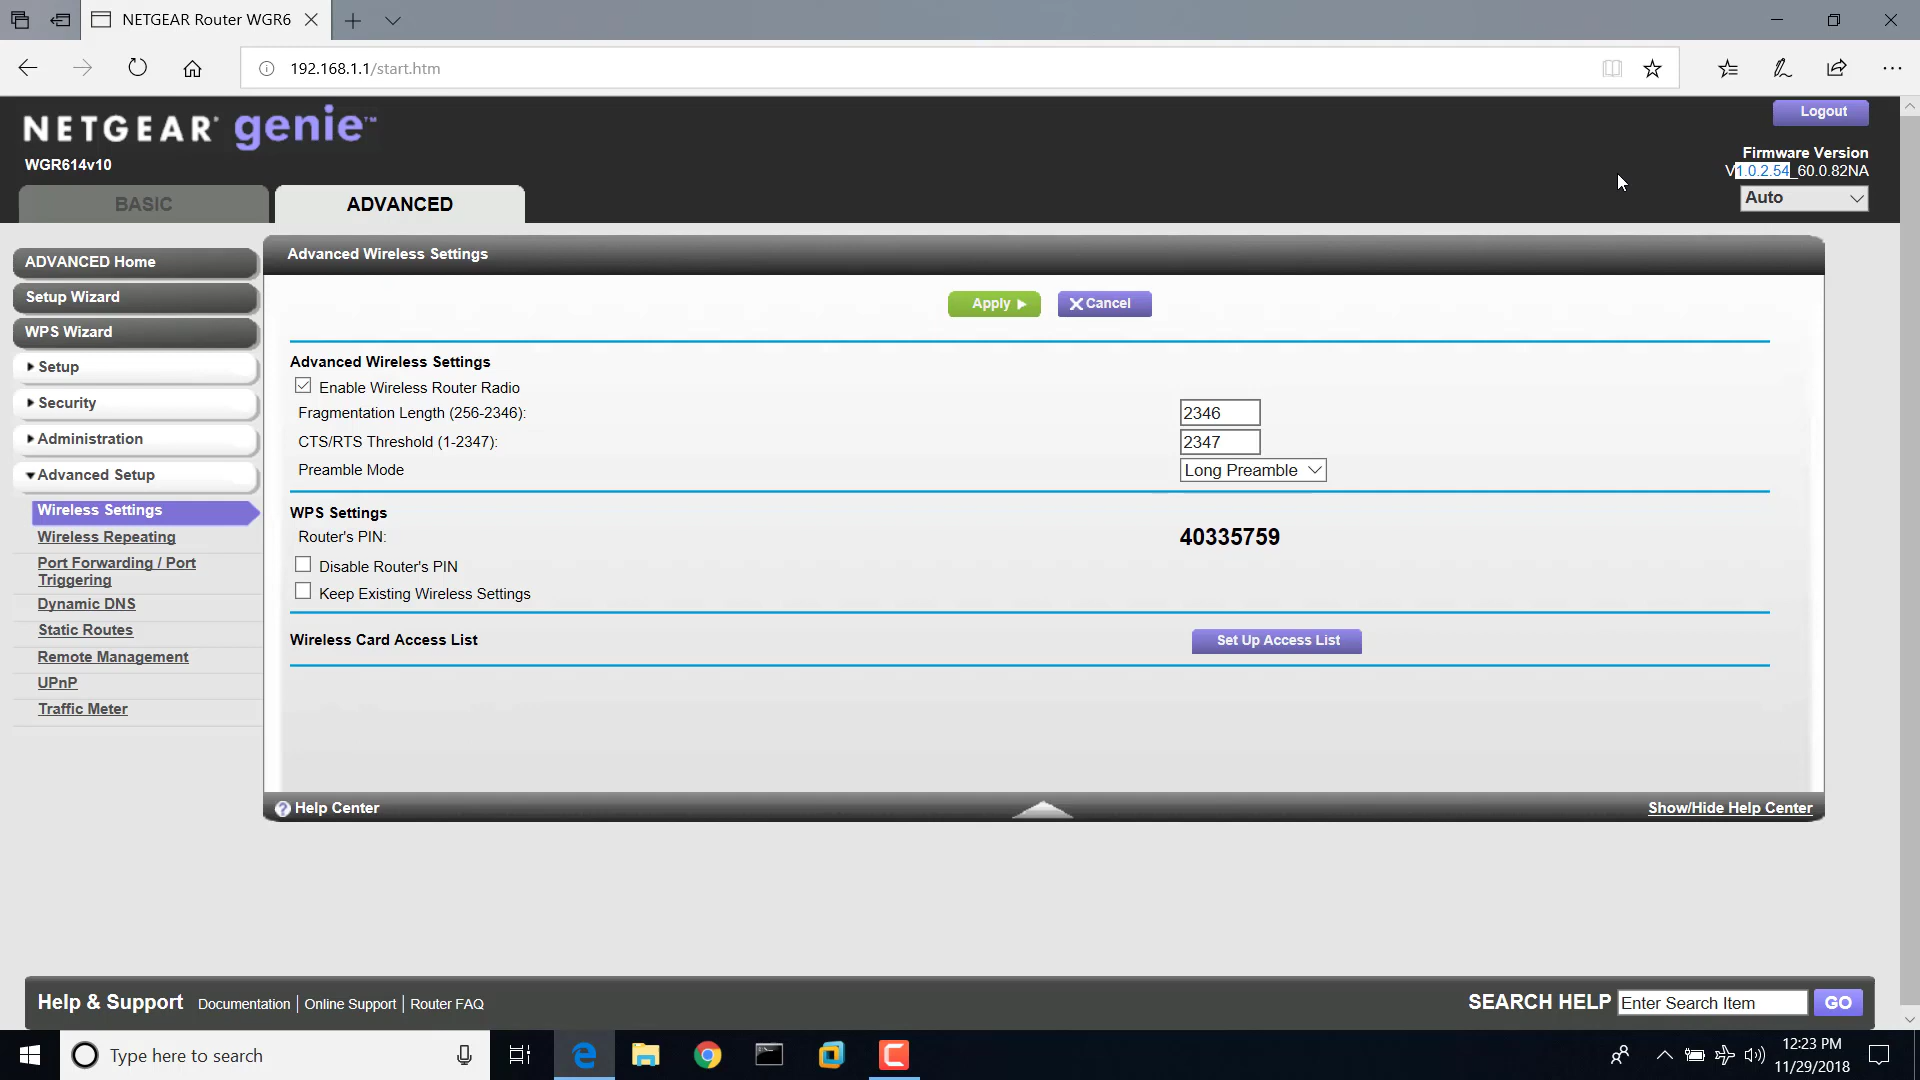 NETGEAR Router WGR6
192.168.1.1/start.htm
NETGEAR® genie™
Logout
WGR614v10
Firmware Version
V1.0.2.54_60.0.82NA
Auto
BASIC
ADVANCED
ADVANCED Home
Setup Wizard
WPS Wizard
Setup
Security
Administration
Advanced Setup
Wireless Settings
Wireless Repeating
Port Forwarding / Port
Triggering
Dynamic DNS
Static Routes
Remote Management
UPnP
Traffic Meter
Advanced Wireless Settings
Apply
Cancel
Advanced Wireless Settings
Enable Wireless Router Radio
Fragmentation Length (256-2346): 2346
CTS/RTS Threshold (1-2347): 2347
Preamble Mode Long Preamble
WPS Settings
Router's PIN: 40335759
Disable Router's PIN
Keep Existing Wireless Settings
Wireless Card Access List Set Up Access List
Help Center
Show/Hide Help Center
Help & Support Documentation | Online Support | Router FAQ
SEARCH HELP Enter Search Item GO
Type here to search
12:23 PM
11/29/2018